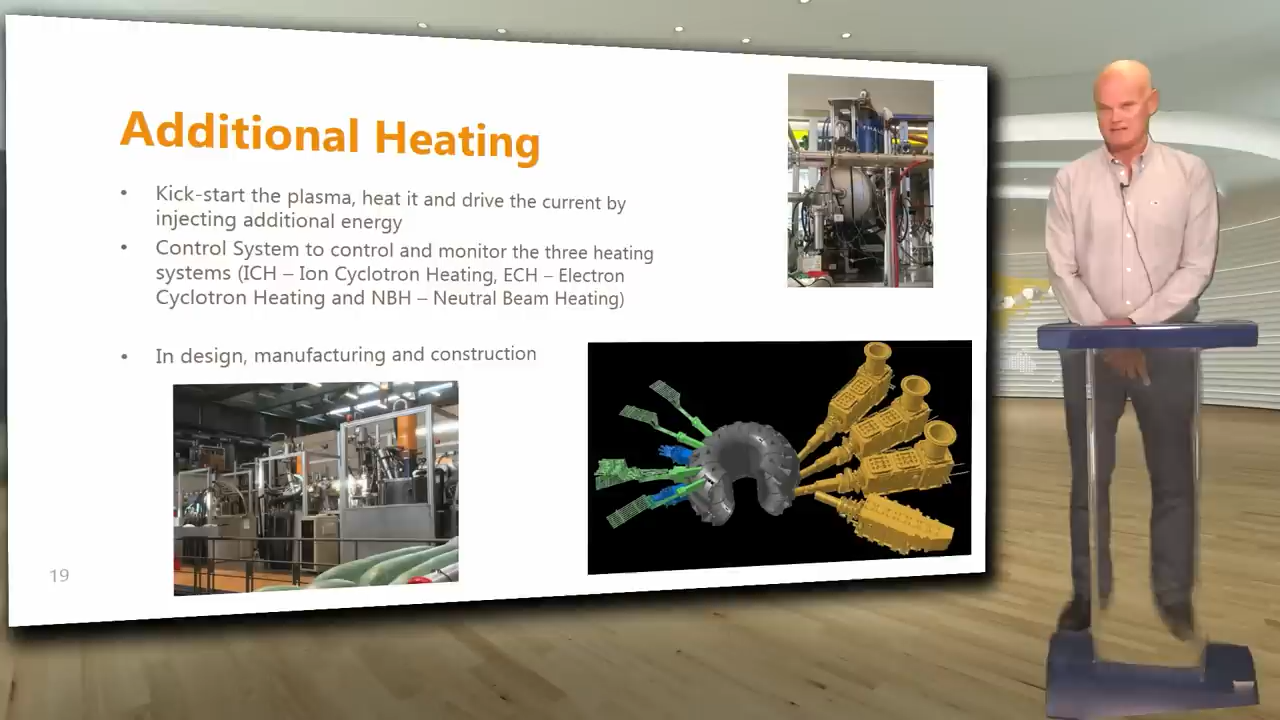 Additional Heating
• Kick-start the plasma, heat it and drive the current by
injecting additional energy
• Control System to control and monitor the three heating
systems (ICH – Ion Cyclotron Heating, ECH – Electron
Cyclotron Heating and NBH – Neutral Beam Heating)
• In design, manufacturing and construction
19